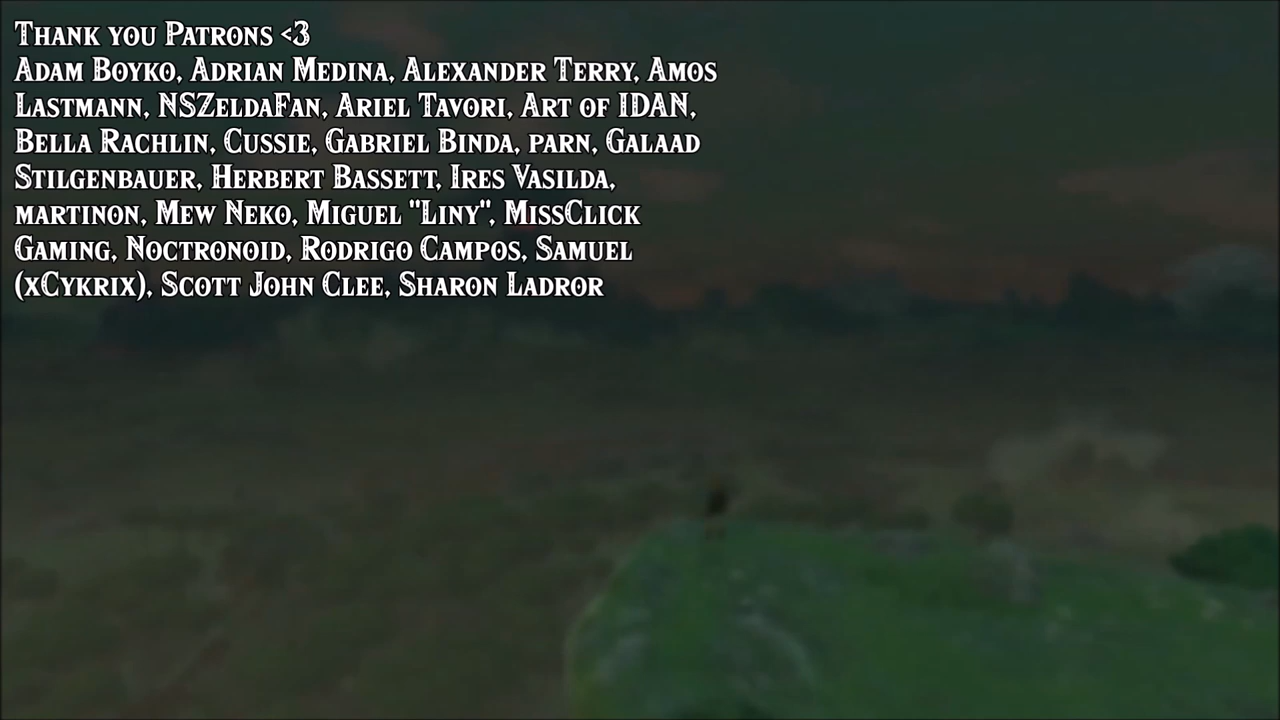 Thank you Patrons <3
Adam Boyko, Adrian Medina, Alexander Terry, Amos
Lastmann, NSZeldaFan, Ariel Tavori, Art of IDAN,
Bella Rachlin, Cussie, Gabriel Binda, parn, Galaad
Stilgenbauer, Herbert Bassett, Ires Vasilda,
martinon, Mew Neko, Miguel "Liny", MissClick
Gaming, Noctronoid, Rodrigo Campos, Samuel
(xCykrix), Scott John Clee, Sharon Ladror